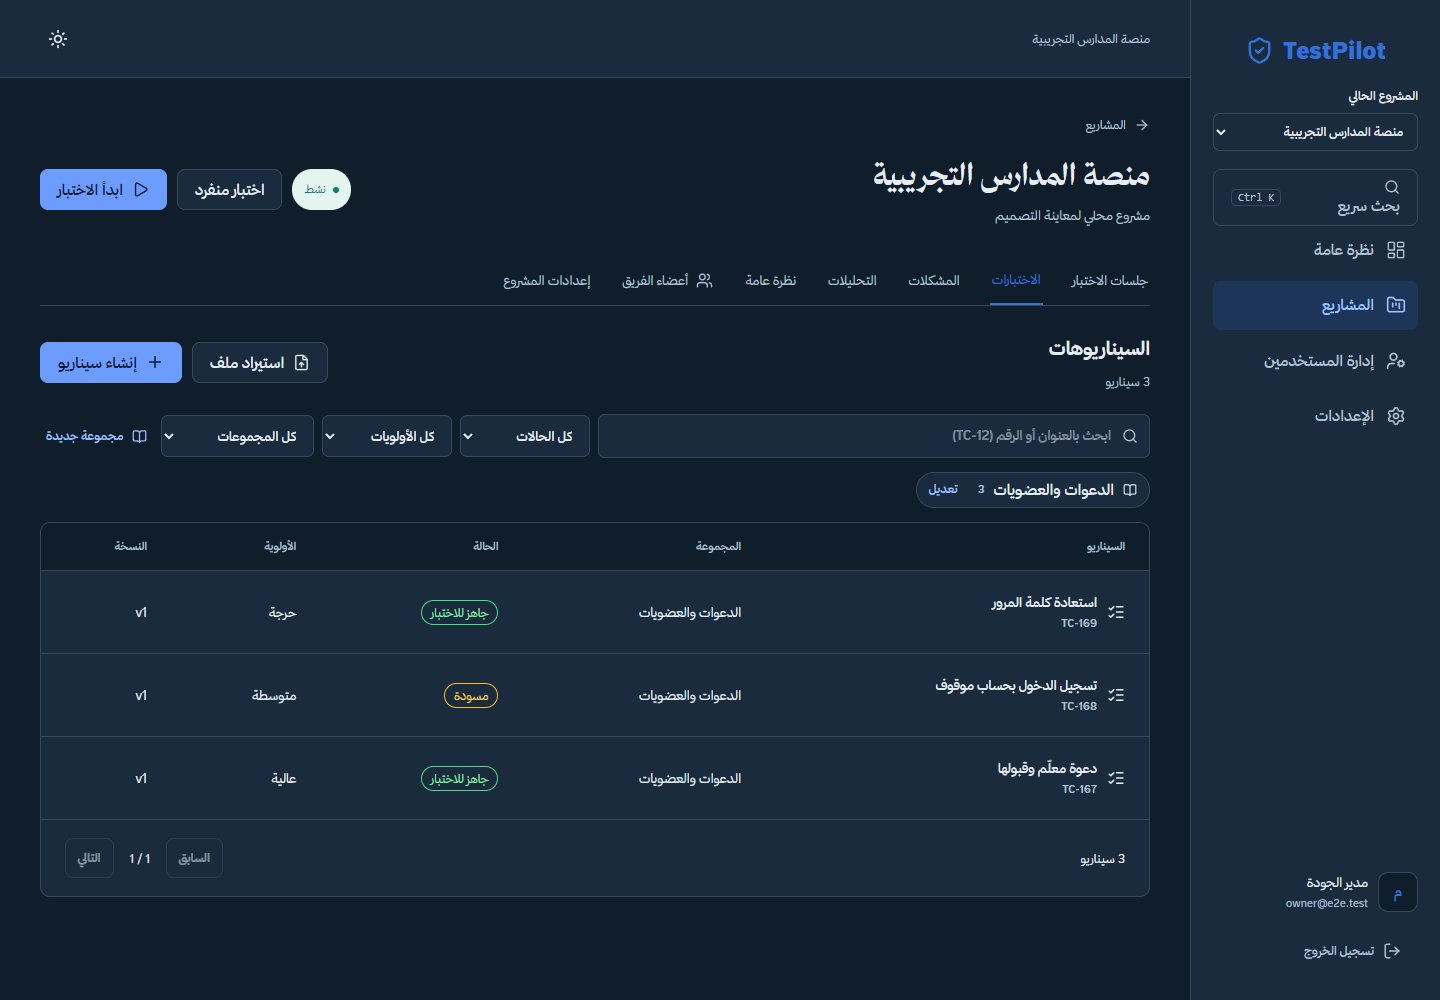 TestPilot
المشروع الحالي
منصة المدارس التجريبية
بحث سريع
Ctrl K
نظرة عامة
المشاريع
إدارة المستخدمين
الإعدادات
مدير الجودة
م
owner@e2e.test
تسجيل الخروج
منصة المدارس التجريبية
المشاريع
منصة المدارس التجريبية
مشروع محلي لمعاينة التصميم
نشط
اختبار منفرد
ابدأ الاختبار
جلسات الاختبار الاختبارات المشكلات التحليلات نظرة عامة أعضاء الفريق إعدادات المشروع
السيناريوهات
3 سيناريو
استيراد ملف
إنشاء سيناريو
ابحث بالعنوان أو الرقم (TC-12)
كل الحالات
كل الأولويات
كل المجموعات
مجموعة جديدة
الدعوات والعضويات 3 تعديل
السيناريو المجموعة الحالة الأولوية النسخة
استعادة كلمة المرور
TC-169
الدعوات والعضويات جاهز للاختبار حرجة v1
تسجيل الدخول بحساب موقوف
TC-168
الدعوات والعضويات مسودة متوسطة v1
دعوة معلّم وقبولها
TC-167
الدعوات والعضويات جاهز للاختبار عالية v1
3 سيناريو
السابق 1 / 1 التالي